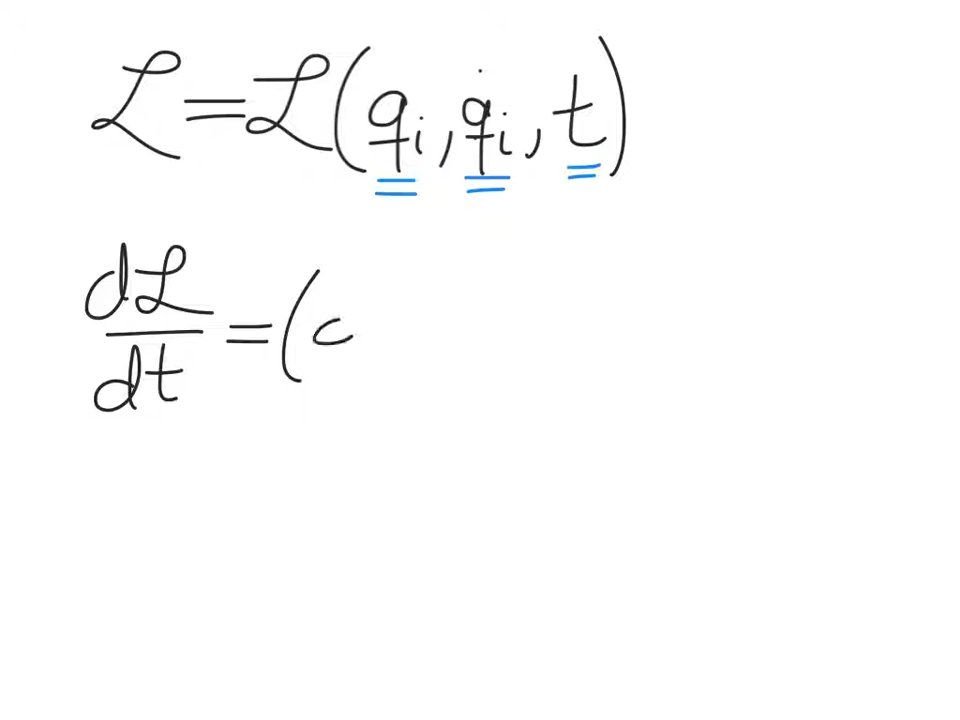 ℒ = ℒ(qᵢ, q̇ᵢ, t)
dℒ/dt = (